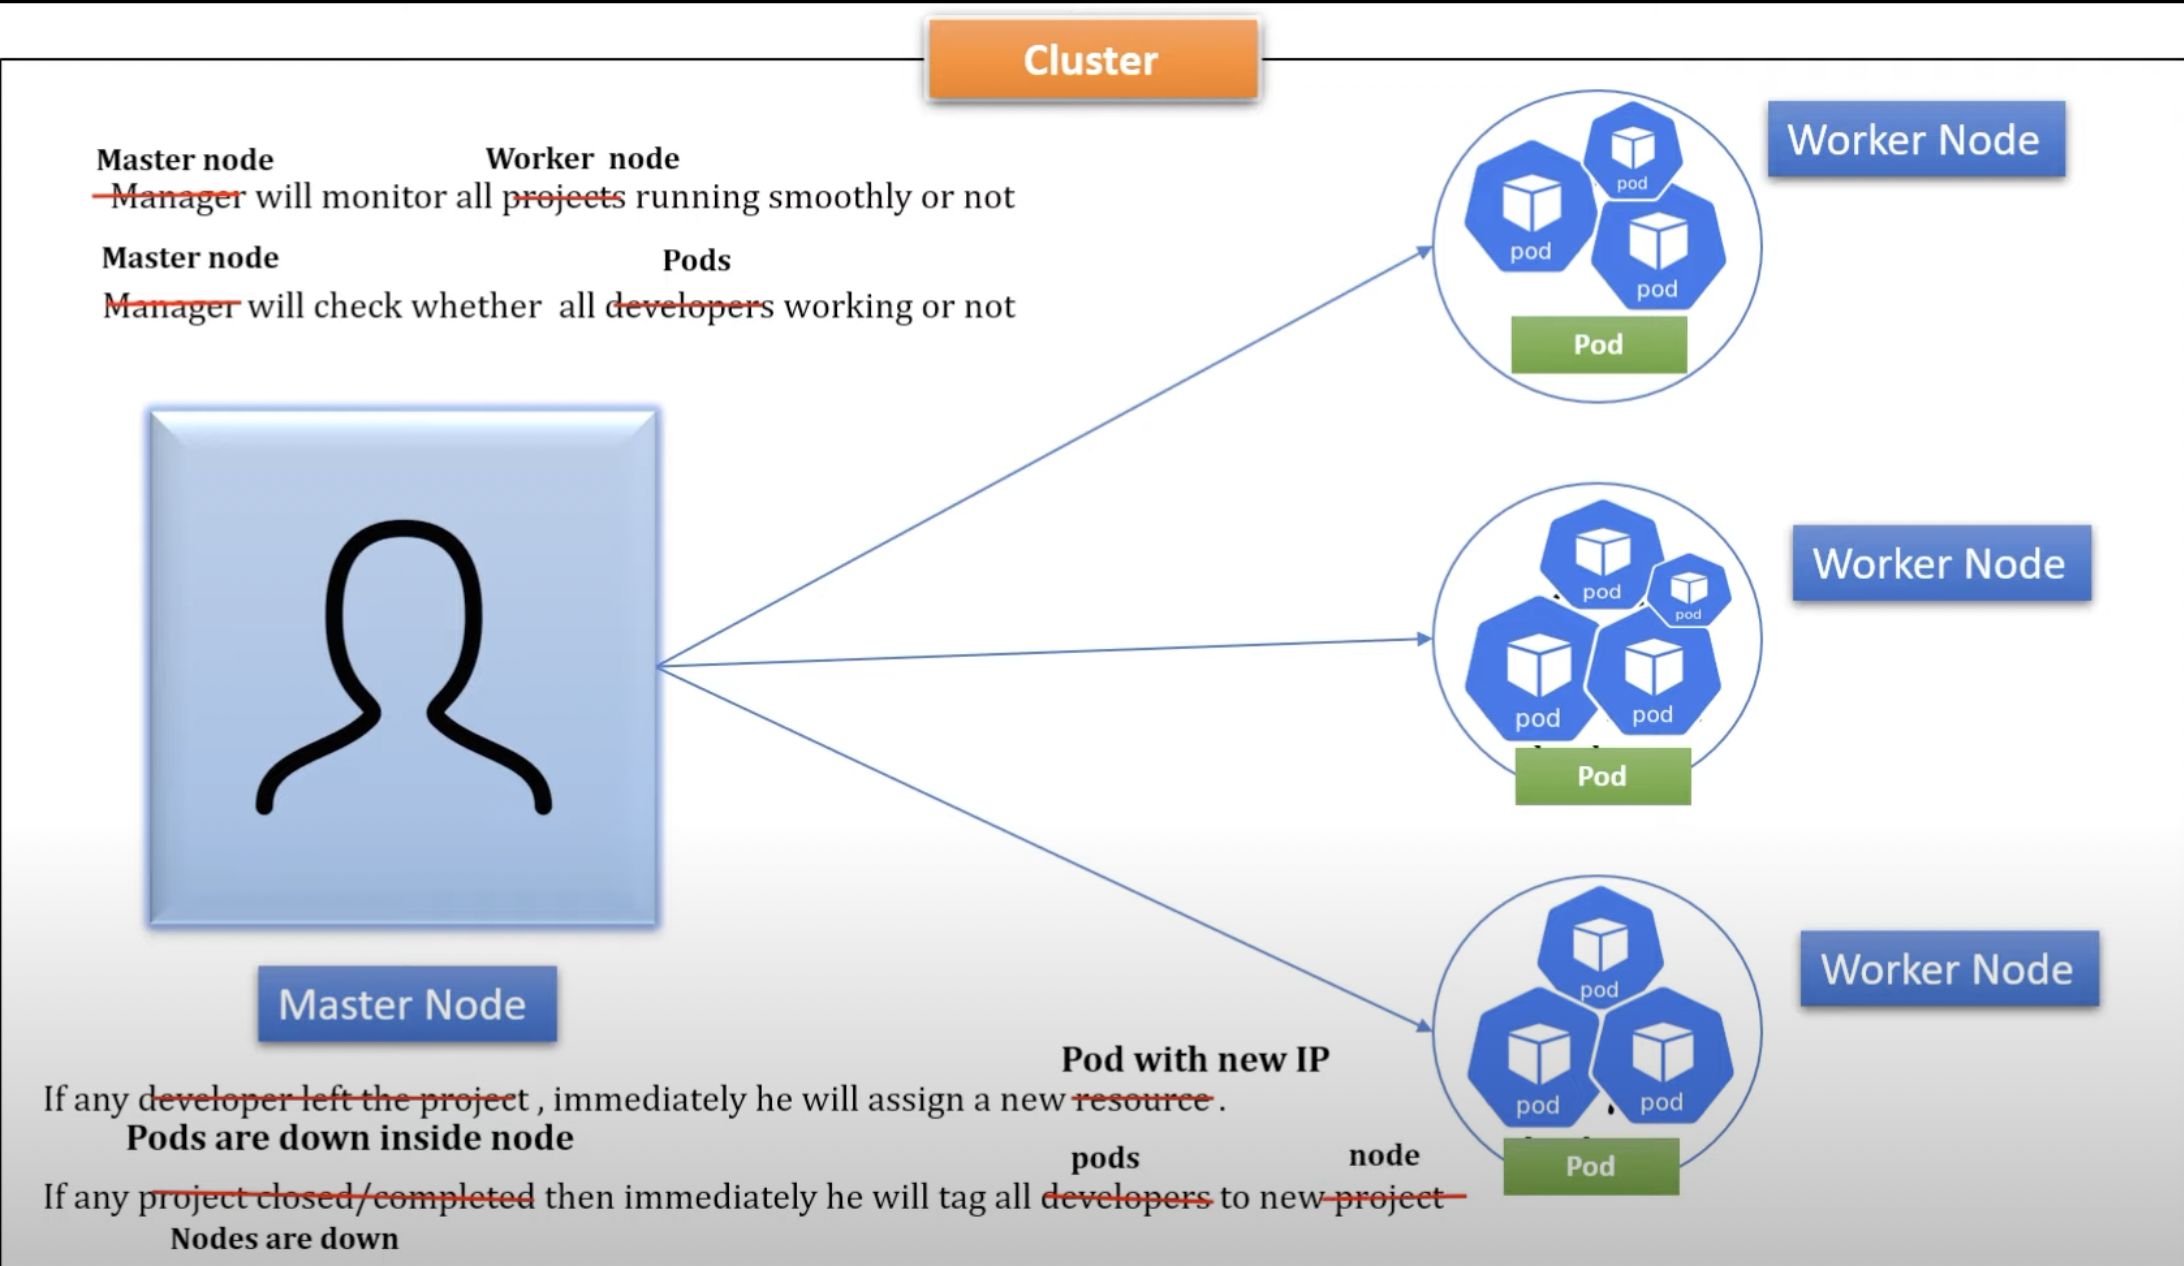 Cluster
Master node Worker node
Manager will monitor all projects running smoothly or not
Master node Pods
Manager will check whether all developers working or not
pod
pod
pod
Pod
Worker Node
pod
pod
pod
pod
Pod
Worker Node
pod
pod
pod
Pod
Worker Node
Master Node
Pod with new IP
If any developer left the project , immediately he will assign a new resource .
Pods are down inside node
pods node
If any project closed/completed then immediately he will tag all developers to new project
Nodes are down